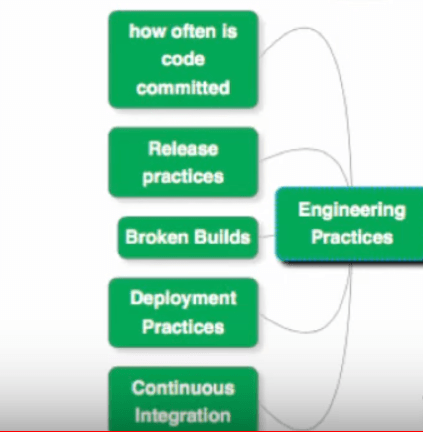 how often is
code
committed
Release
practices
Broken Builds
Engineering
Practices
Deployment
Practices
Continuous
Integration